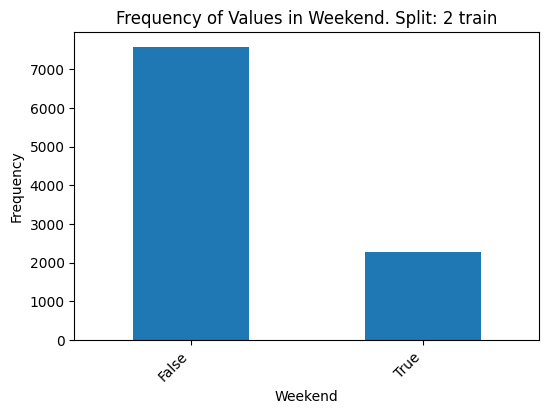 Frequency of Values in Weekend. Split: 2 train
7000
6000
5000
4000
3000
2000
1000
0
Frequency
False
True
Weekend